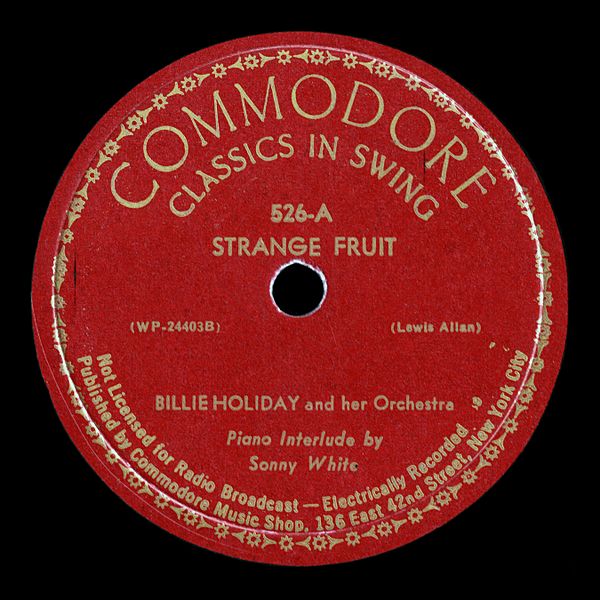 COMMODORE
CLASSICS IN SWING
526-A
STRANGE FRUIT
(WP-24403B) (Lewis Allan)
BILLIE HOLIDAY and her Orchestra
Piano Interlude by
Sonny White
Not Licensed for Radio Broadcast — Electrically Recorded
Published by Commodore Music Shop, 136 East 42nd Street, New York City